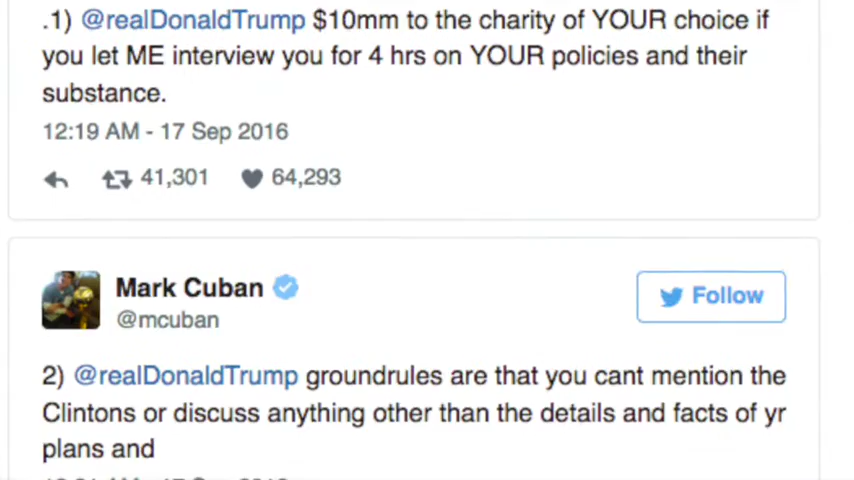 .1) @realDonaldTrump $10mm to the charity of YOUR choice if
you let ME interview you for 4 hrs on YOUR policies and their
substance.
12:19 AM - 17 Sep 2016
41,301 64,293
Mark Cuban
@mcuban
Follow
2) @realDonaldTrump groundrules are that you cant mention the
Clintons or discuss anything other than the details and facts of yr
plans and